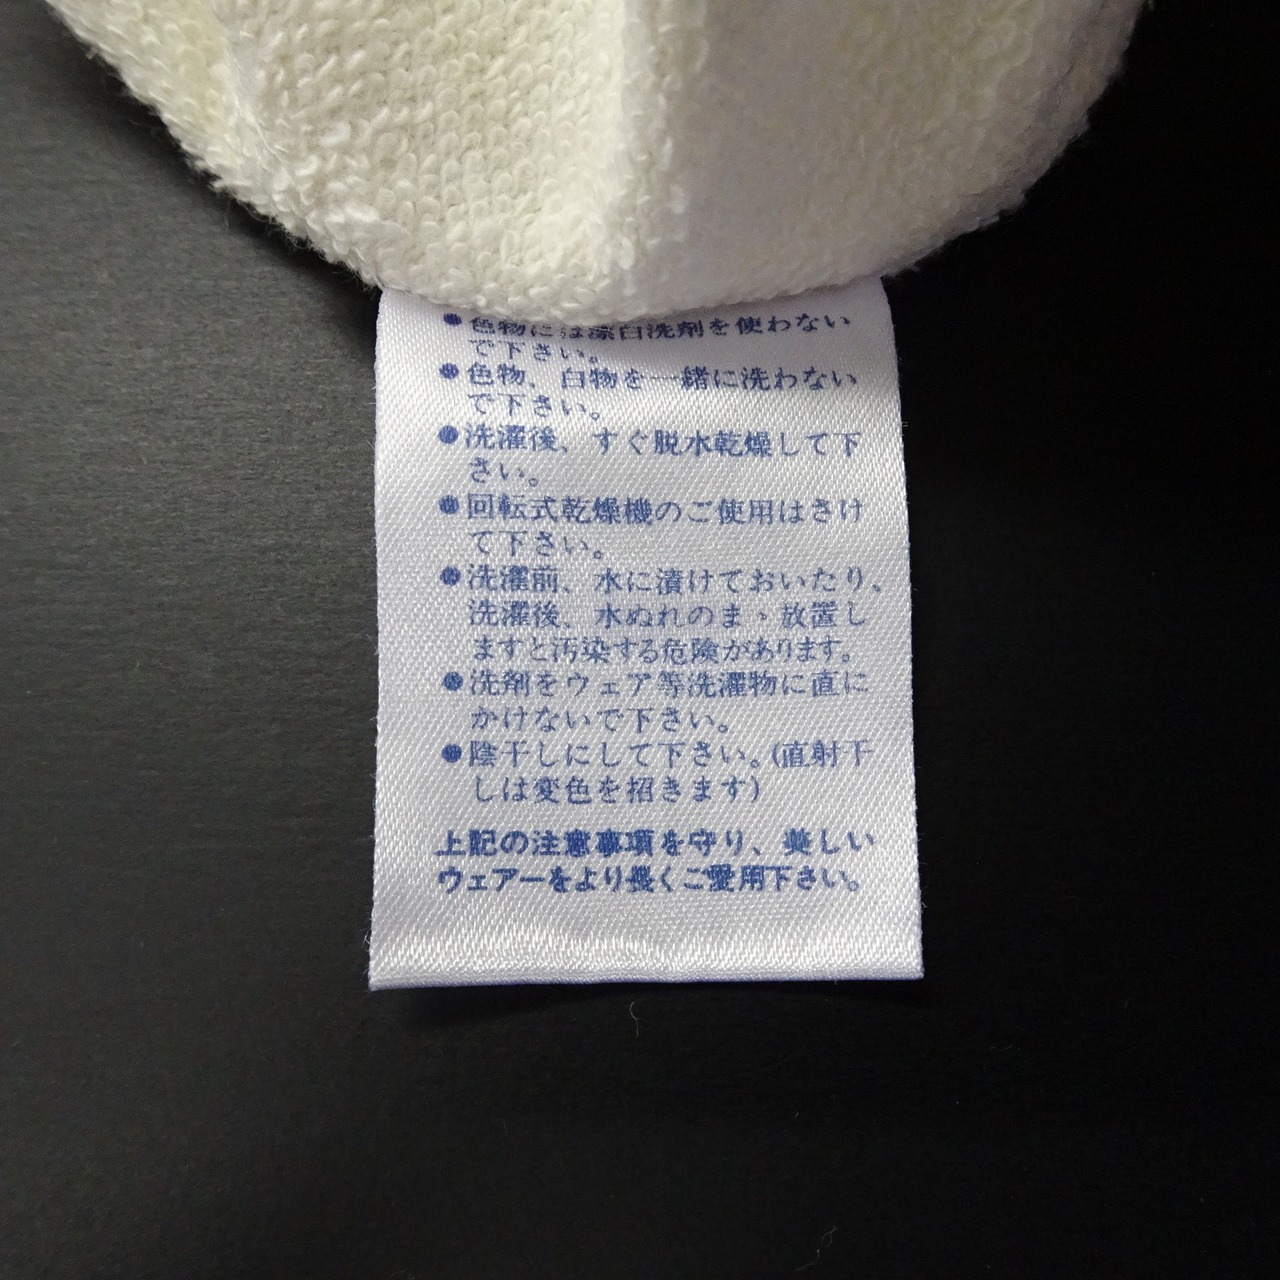 ●色物には漂白洗剤を使わない
で下さい。
●色物、白物を一緒に洗わない
で下さい。
●洗濯後、すぐ脱水乾燥して下
さい。
●回転式乾燥機のご使用はさけ
て下さい。
●洗濯前、水に漬けておいたり、
洗濯後、水ぬれのまゝ放置し
ますと汚染する危険があります。
●洗剤をウェア等洗濯物に直に
かけないで下さい。
●陰干しにして下さい。(直射干
しは変色を招きます)
上記の注意事項を守り、美しい
ウェアーをより長くご愛用下さい。